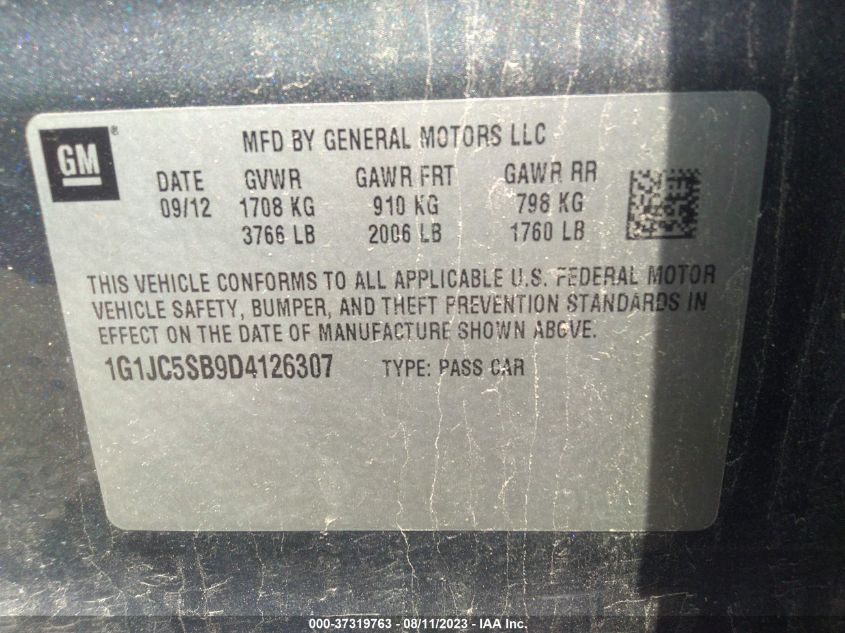 GM®
MFD BY GENERAL MOTORS LLC
DATE GVWR GAWR FRT GAWR RR
09/12 1708 KG 910 KG 798 KG
3766 LB 2006 LB 1760 LB
THIS VEHICLE CONFORMS TO ALL APPLICABLE U.S. FEDERAL MOTOR
VEHICLE SAFETY, BUMPER, AND THEFT PREVENTION STANDARDS IN
EFFECT ON THE DATE OF MANUFACTURE SHOWN ABOVE.
1G1JC5SB9D4126307 TYPE: PASS CAR
000-37319763 - 08/11/2023 - IAA Inc.